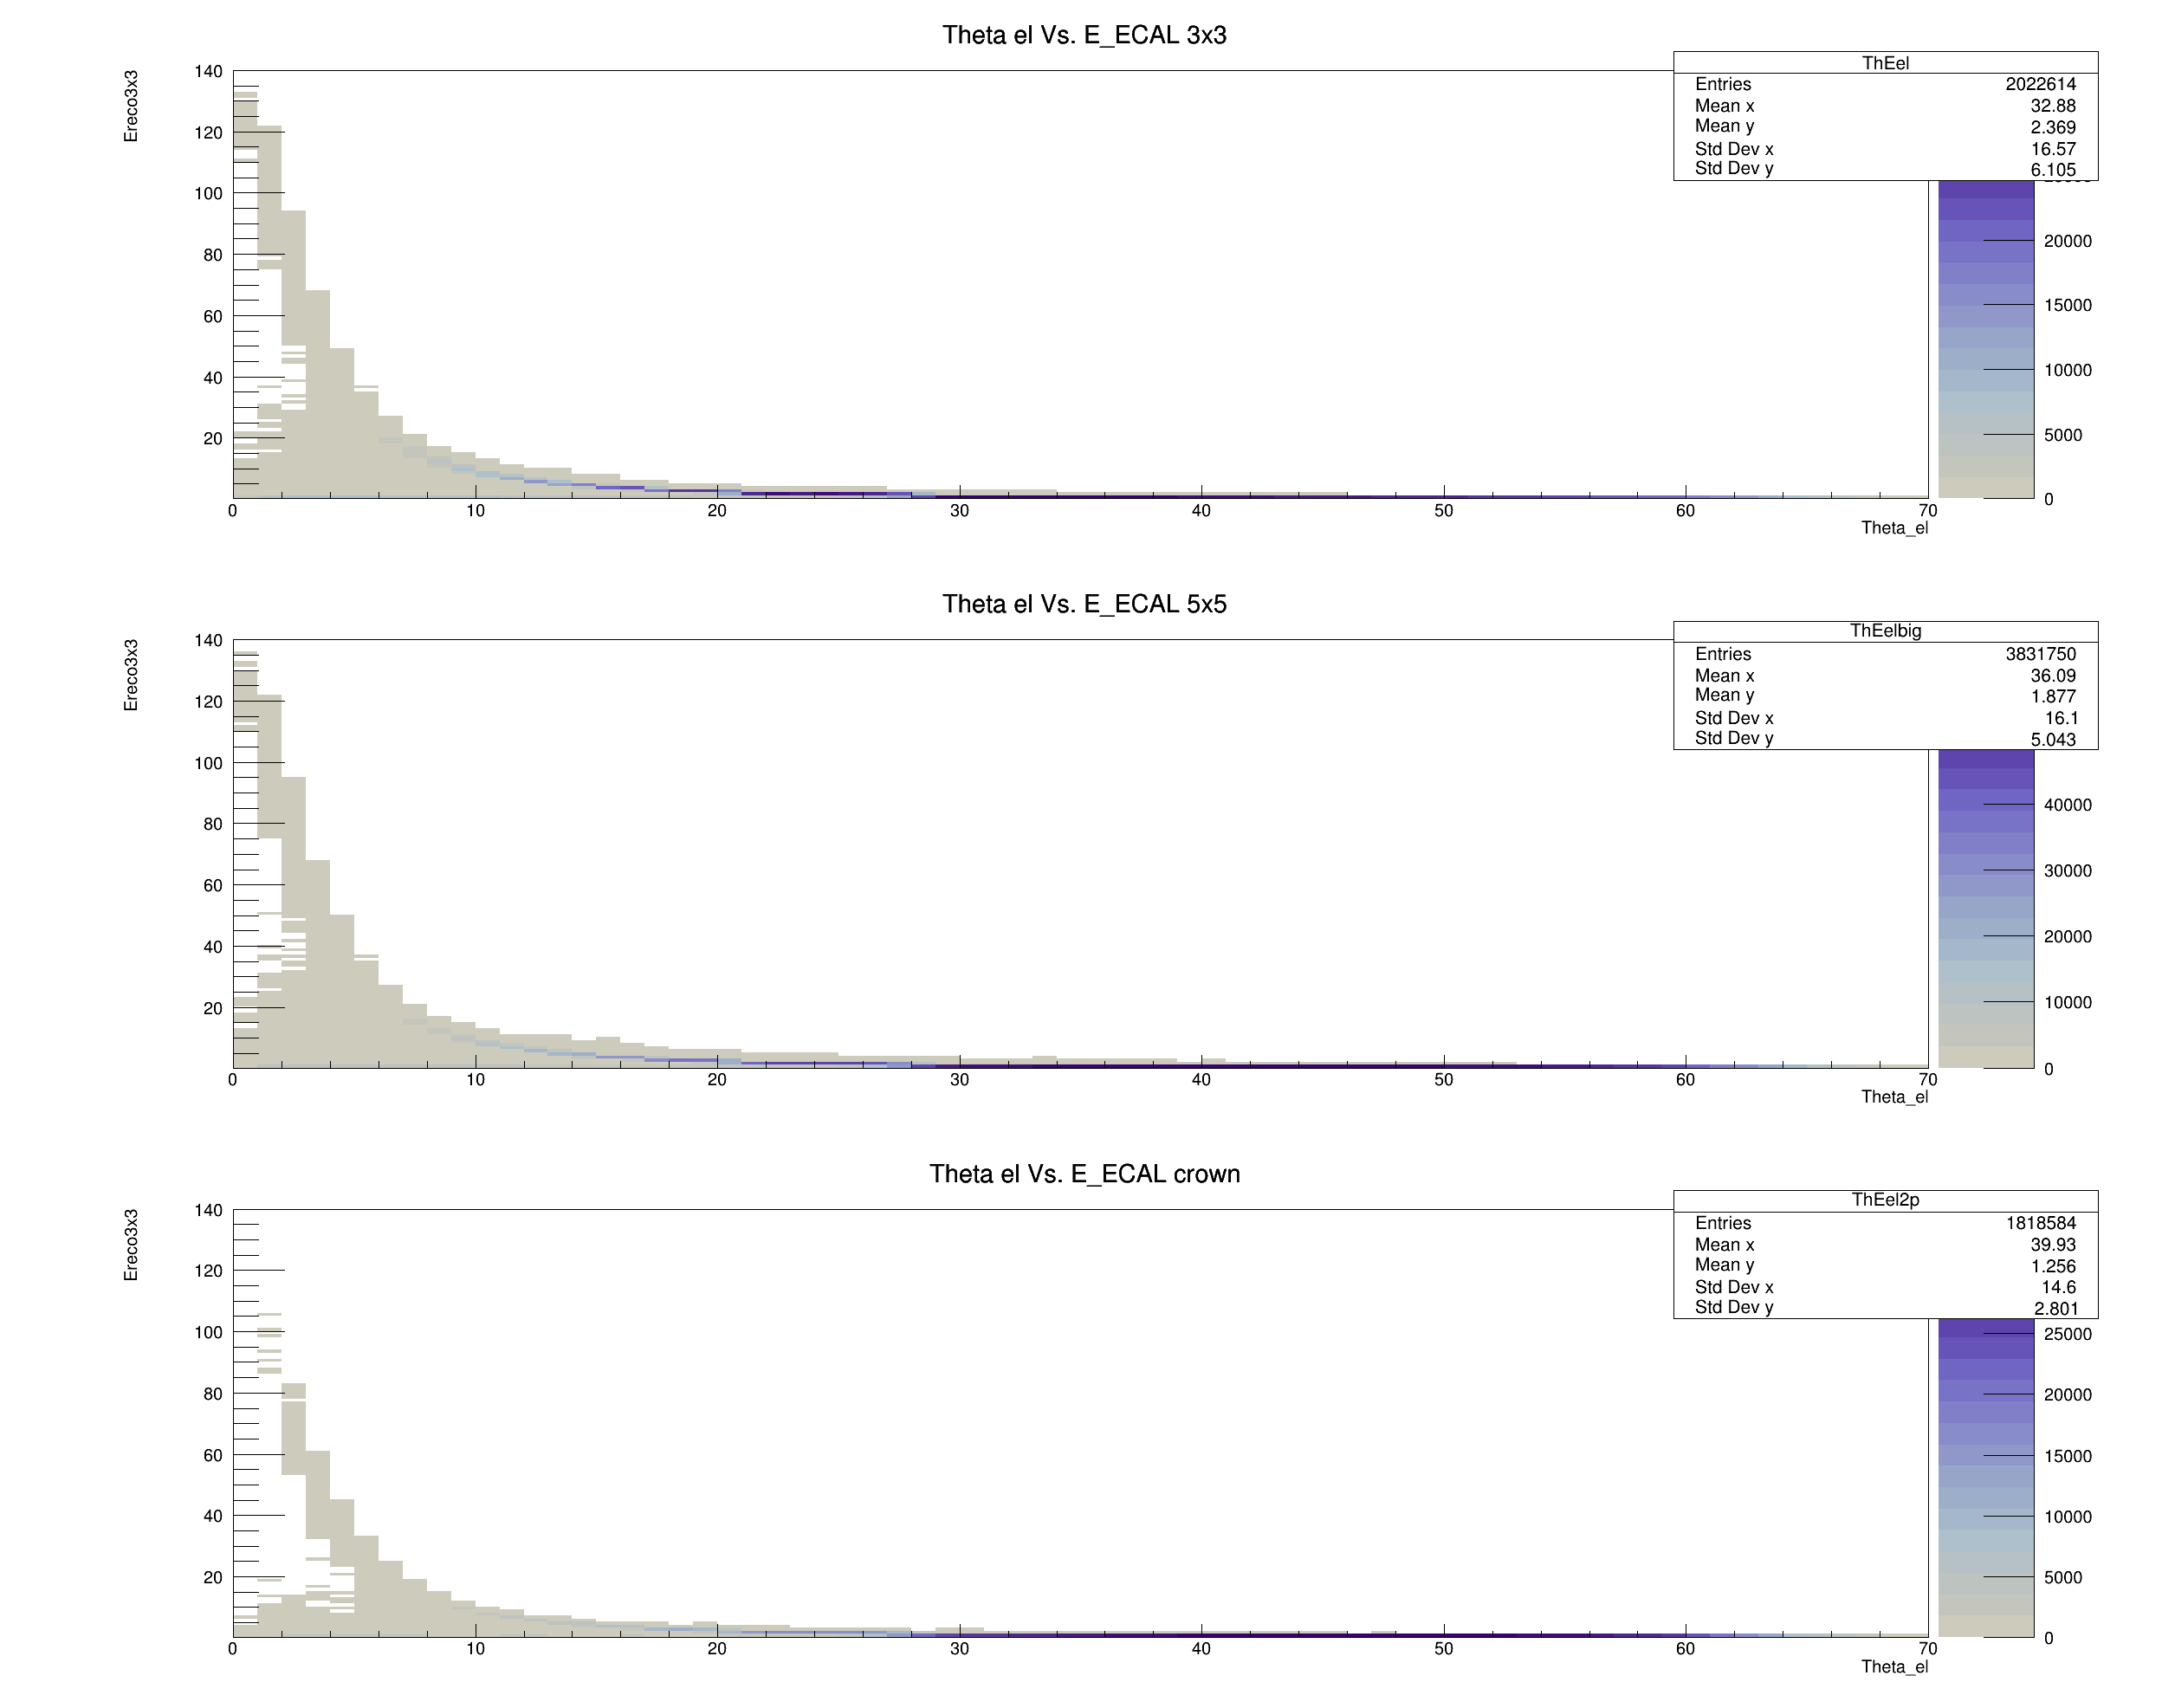 Theta el Vs. E_ECAL 3x3
Ereco3x3
140
120
100
80
60
40
20
0 10 20 30 40 50 60 70
Theta_el
ThEel
Entries 2022614
Mean x 32.88
Mean y 2.369
Std Dev x 16.57
Std Dev y 6.105
20000
15000
10000
5000
0
Theta el Vs. E_ECAL 5x5
Ereco3x3
140
120
100
80
60
40
20
0 10 20 30 40 50 60 70
Theta_el
ThEelbig
Entries 3831750
Mean x 36.09
Mean y 1.877
Std Dev x 16.1
Std Dev y 5.043
40000
30000
20000
10000
0
Theta el Vs. E_ECAL crown
Ereco3x3
140
120
100
80
60
40
20
0 10 20 30 40 50 60 70
Theta_el
ThEel2p
Entries 1818584
Mean x 39.93
Mean y 1.256
Std Dev x 14.6
Std Dev y 2.801
25000
20000
15000
10000
5000
0